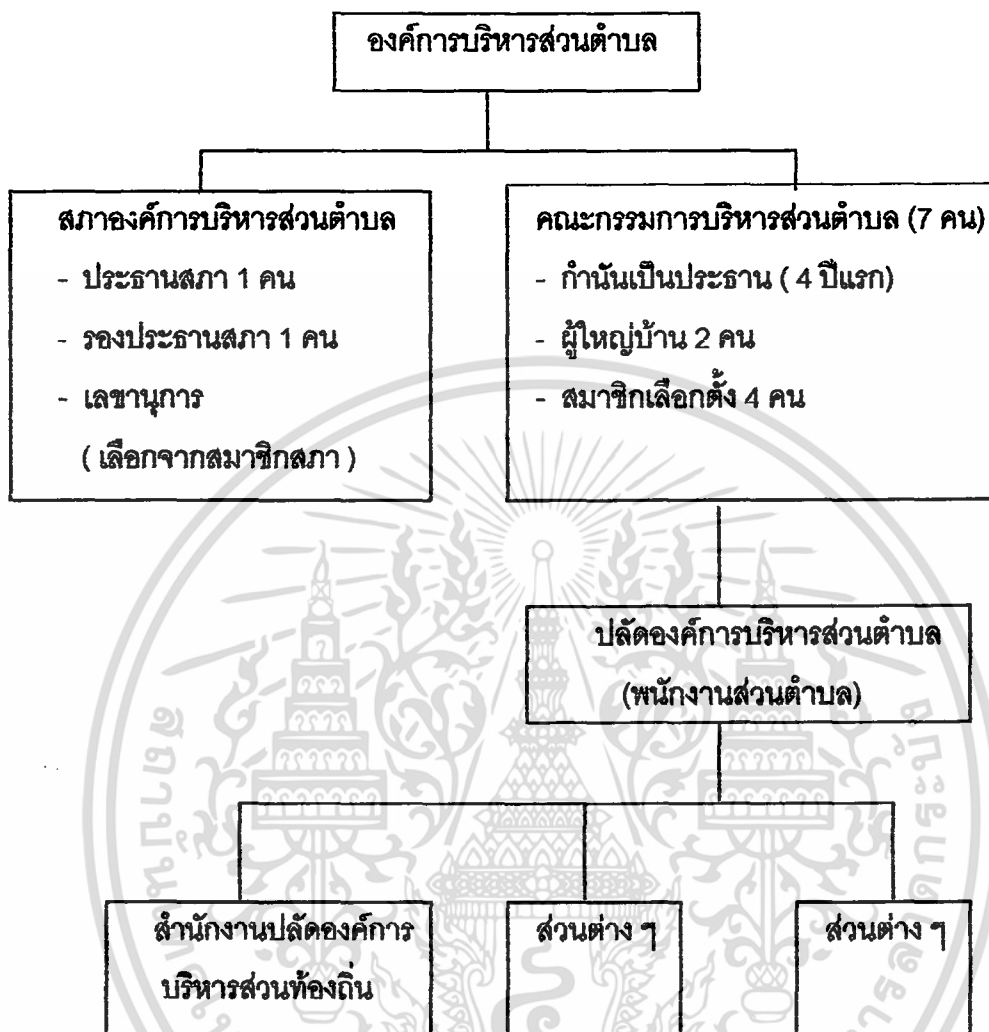 องค์การบริหารส่วนตำบล
สภาองค์การบริหารส่วนตำบล
- ประธานสภา 1 คน
- รองประธานสภา 1 คน
- เลขานุการ
( เลือกจากสมาชิกสภา )
คณะกรรมการบริหารส่วนตำบล (7 คน)
- กำนันเป็นประธาน ( 4 ปีแรก)
- ผู้ใหญ่บ้าน 2 คน
- สมาชิกเลือกตั้ง 4 คน
ปลัดองค์การบริหารส่วนตำบล
(พนักงานส่วนตำบล)
สำนักงานปลัดองค์การ
บริหารส่วนท้องถิ่น
ส่วนต่าง ๆ
ส่วนต่าง ๆ